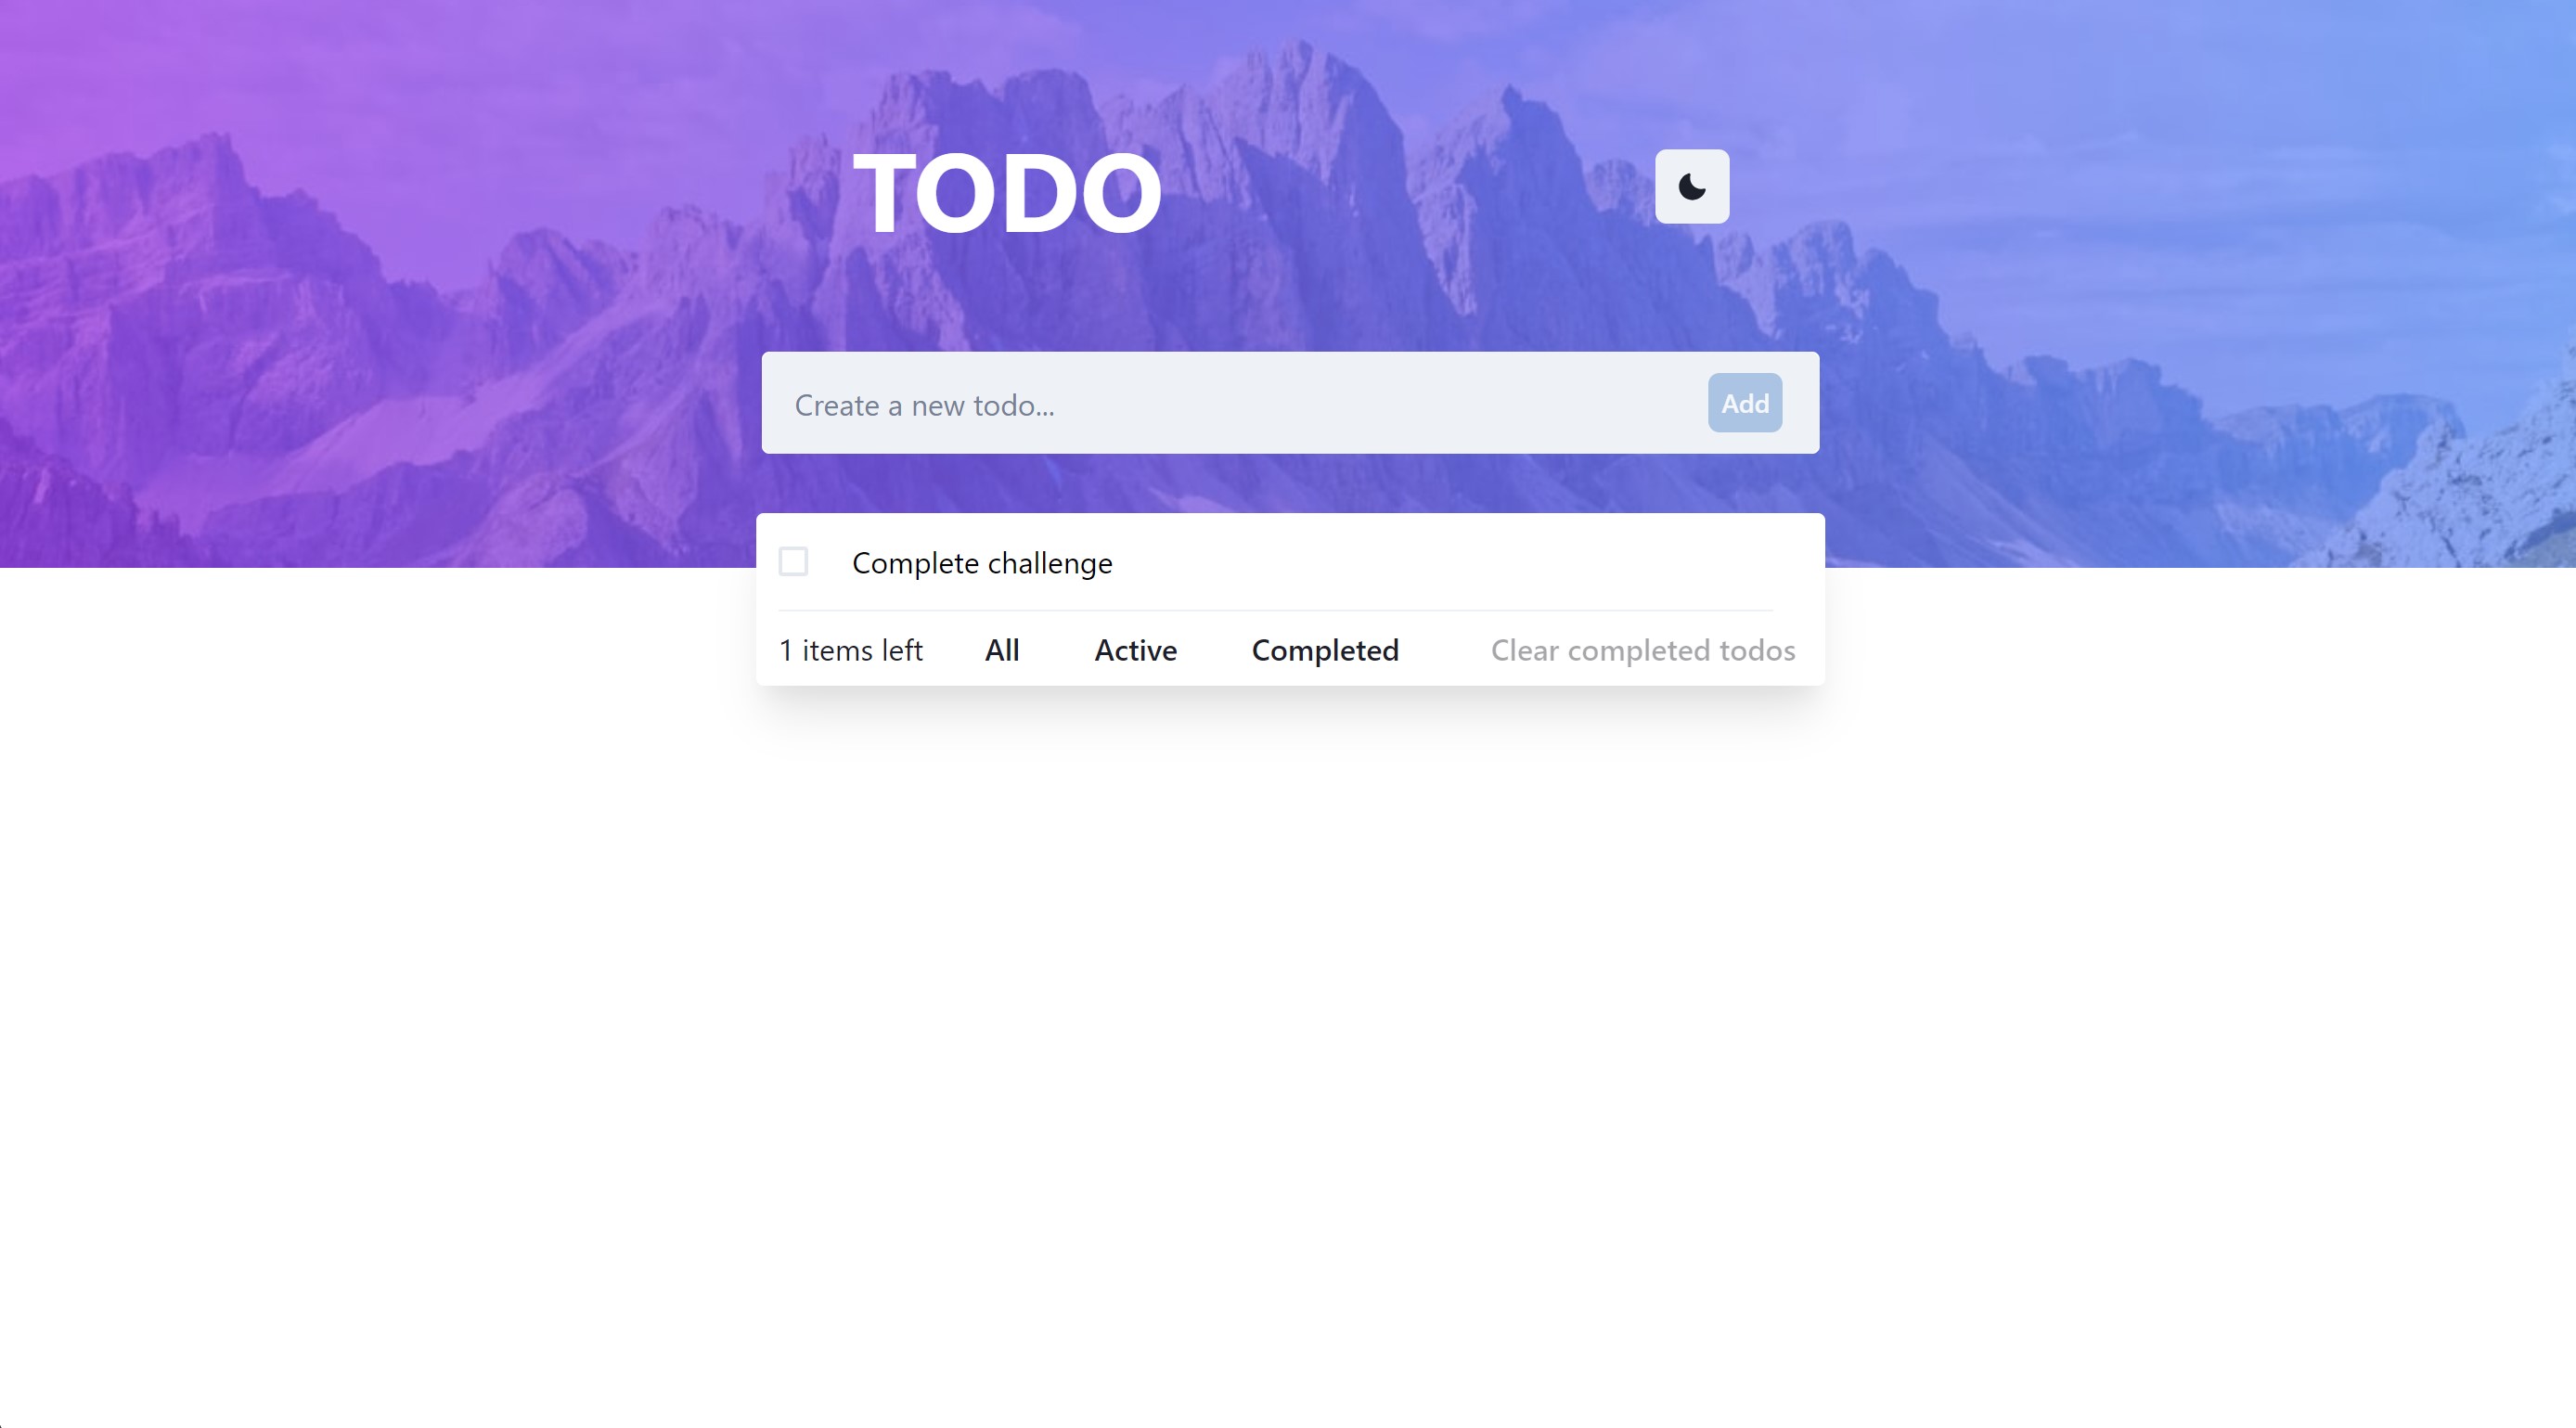 TODO
Create a new todo...
Add
Complete challenge
1 items left All Active Completed Clear completed todos